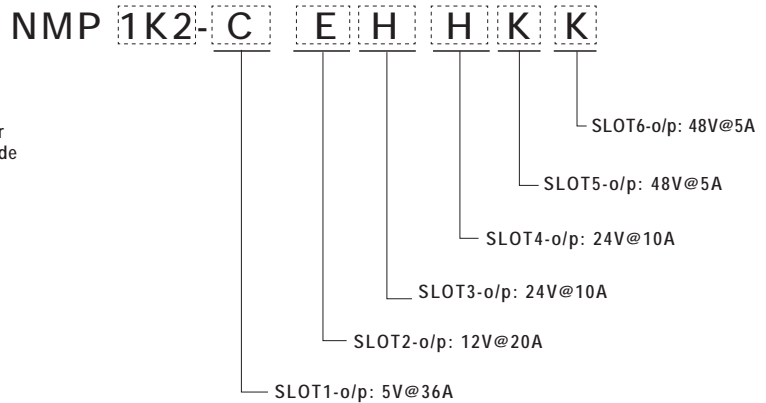 NMP 1K2-C E H H K K
r
de
SLOT6-o/p: 48V@5A
SLOT5-o/p: 48V@5A
SLOT4-o/p: 24V@10A
SLOT3-o/p: 24V@10A
SLOT2-o/p: 12V@20A
SLOT1-o/p: 5V@36A